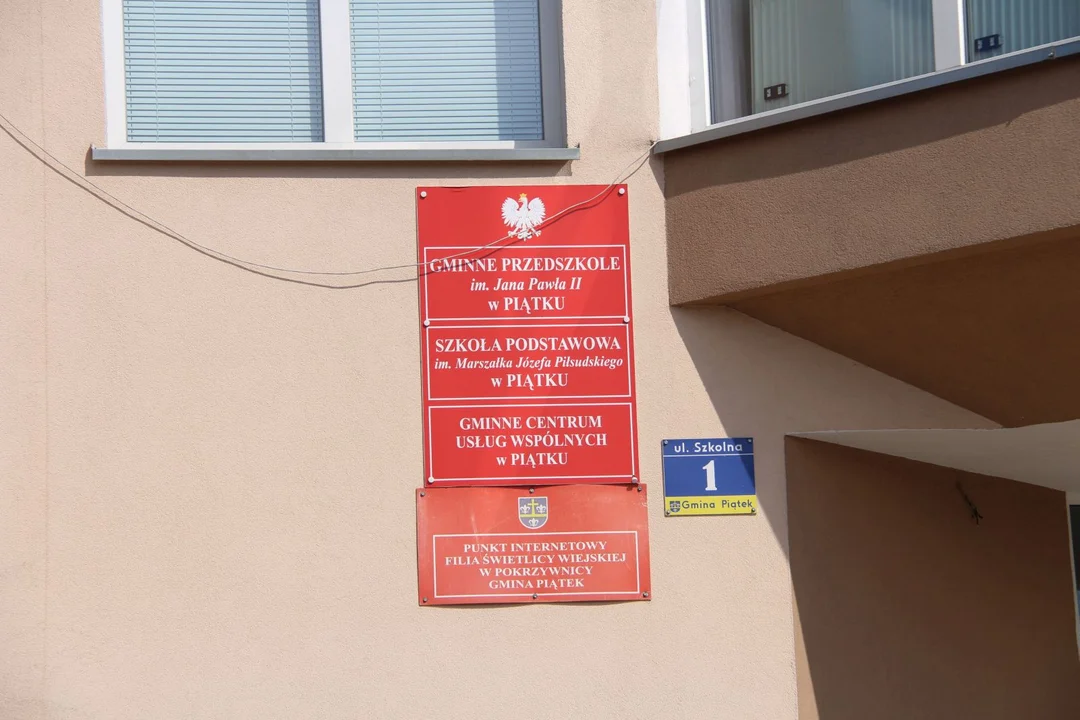 GMINNE PRZEDSZKOLE
im. Jana Pawła II
w PIĄTKU
SZKOŁA PODSTAWOWA
im. Marszałka Józefa Piłsudskiego
w PIĄTKU
GMINNE CENTRUM
USŁUG WSPÓLNYCH
w PIĄTKU
PUNKT INTERNETOWY
FILIA ŚWIETLICY WIEJSKIEJ
W POKRZYWNICY
GMINA PIĄTEK
ul. Szkolna
1
Gmina Piątek